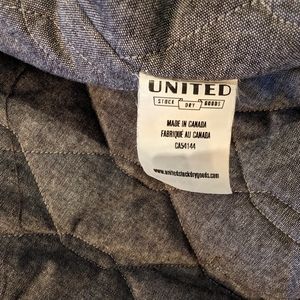 UNITED
STOCK DRY GOODS
MADE IN CANADA
FABRIQUÉ AU CANADA
CA54144
www.unitedstockdrygoods.com